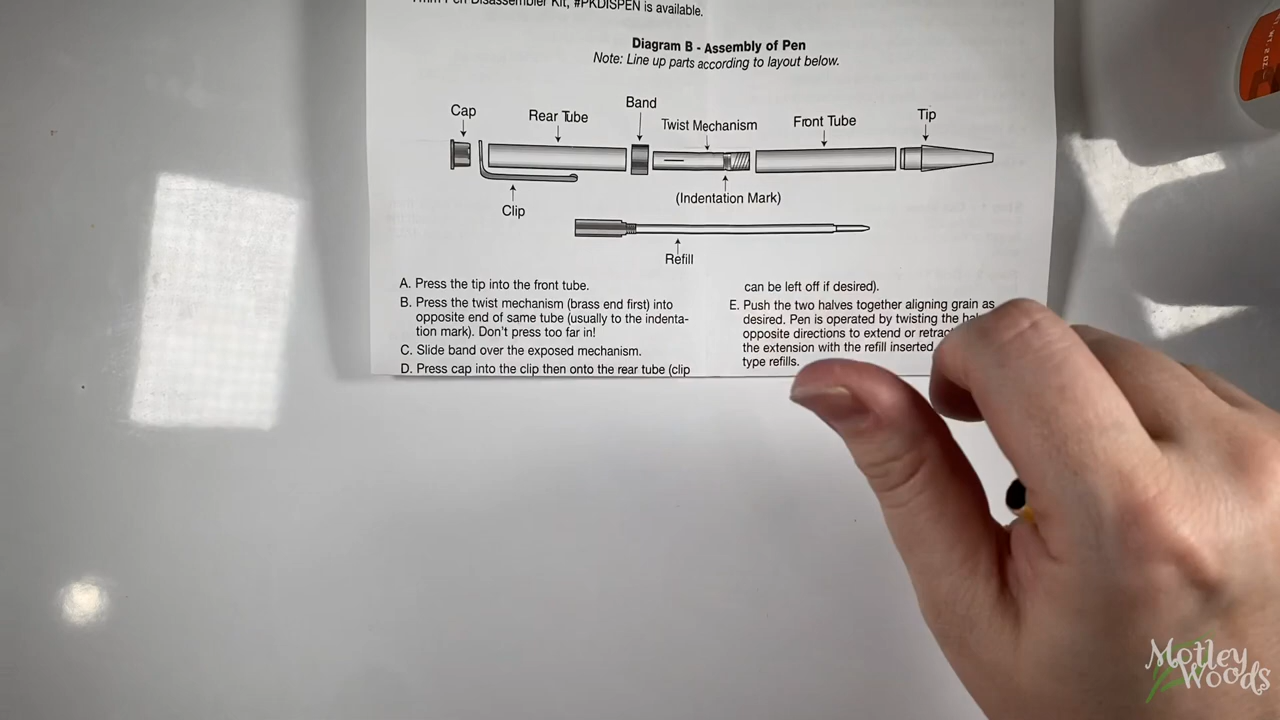 7mm Pen Disassembler Kit, #PKDISPEN is available.
Diagram B - Assembly of Pen
Note: Line up parts according to layout below.
Cap
Rear Tube
Band
Twist Mechanism
Front Tube
Tip
Clip
(Indentation Mark)
Refill
A. Press the tip into the front tube.
B. Press the twist mechanism (brass end first) into
opposite end of same tube (usually to the indenta-
tion mark). Don't press too far in!
C. Slide band over the exposed mechanism.
D. Press cap into the clip then onto the rear tube (clip
can be left off if desired).
E. Push the two halves together aligning grain as
desired. Pen is operated by twisting the
opposite directions to extend or
the extension with the refill inserted
type refills.
Motley
Woods